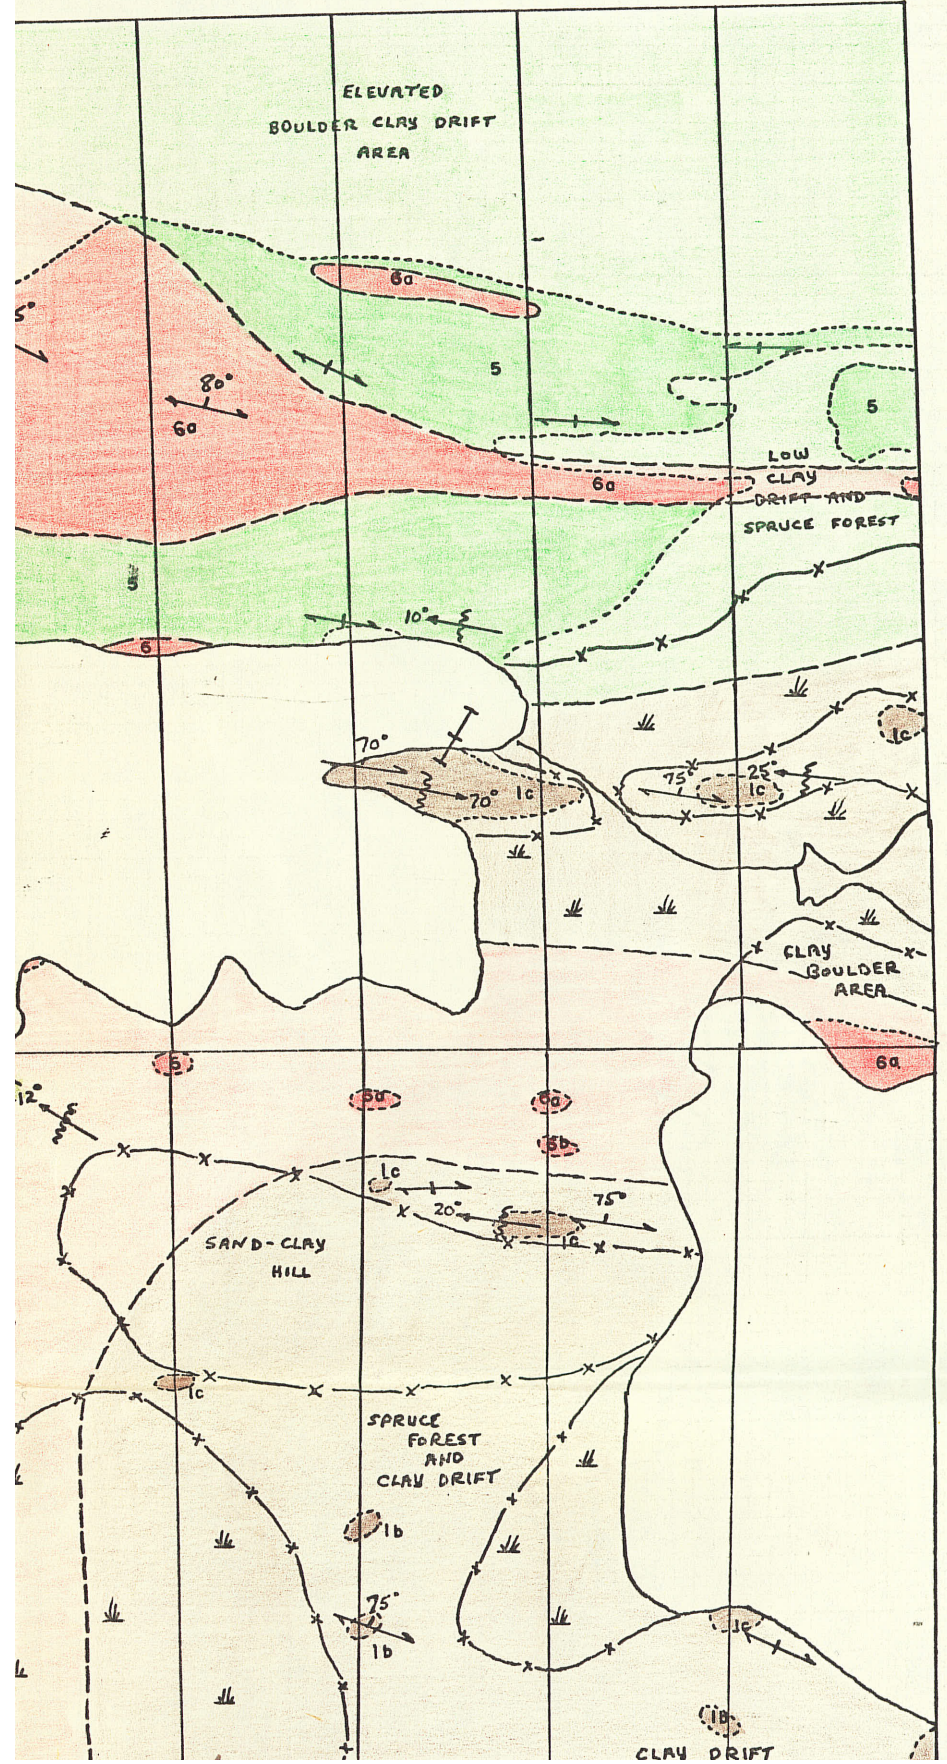 ELEVATED
BOULDER CLAY DRIFT
AREA
6a
5°
5
80°
6a
5
LOW
CLAY
DRIFT AND
SPRUCE FOREST
6a
5
10°
6
70°
1c
75°
25°
1c
70°
1c
CLAY
BOULDER
AREA
6a
6
12°
6a
6a
6b
1c
75°
20°
1c
SAND-CLAY
HILL
1c
SPRUCE
FOREST
AND
CLAY DRIFT
1b
75°
1b
1c
1B
CLAY DRIFT